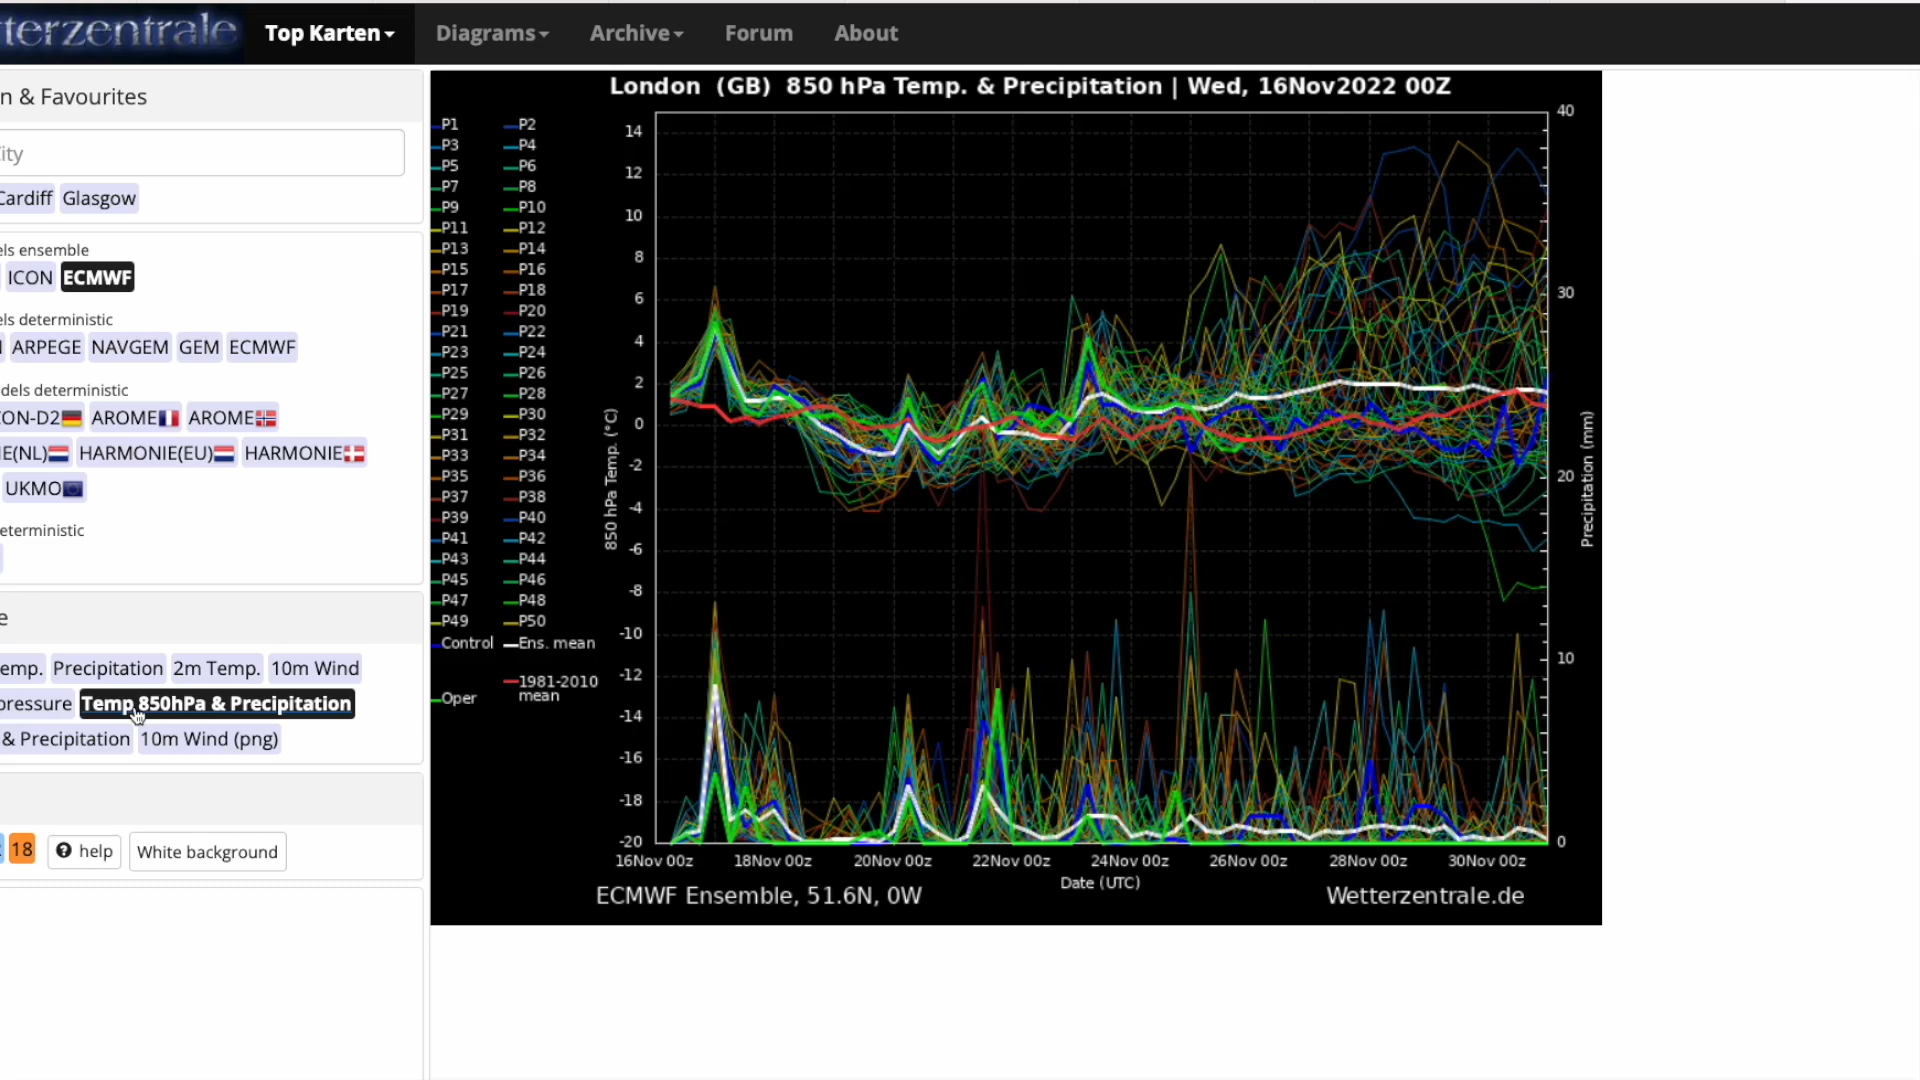 tterzentrale Top Karten Diagrams Archive Forum About
n & Favourites
ity
Cardiff Glasgow
els ensemble
ICON ECMWF
els deterministic
ARPEGE NAVGEM GEM ECMWF
dels deterministic
ON-D2 AROME AROME
E(NL) HARMONIE(EU) HARMONIE
UKMO
eterministic
e
emp. Precipitation 2m Temp. 10m Wind
pressure Temp 850hPa & Precipitation
& Precipitation 10m Wind (png)
18 help White background
London (GB) 850 hPa Temp. & Precipitation | Wed, 16Nov2022 00Z
P1 P2
P3 P4
P5 P6
P7 P8
P9 P10
P11 P12
P13 P14
P15 P16
P17 P18
P19 P20
P21 P22
P23 P24
P25 P26
P27 P28
P29 P30
P31 P32
P33 P34
P35 P36
P37 P38
P39 P40
P41 P42
P43 P44
P45 P46
P47 P48
P49 P50
Control Ens. mean
1981-2010
mean
Oper
850 hPa Temp. (°C)
14
12
10
8
6
4
2
0
-2
-4
-6
-8
-10
-12
-14
-16
-18
-20
40
30
20
10
0
Precipitation (mm)
16Nov 00z 18Nov 00z 20Nov 00z 22Nov 00z 24Nov 00z 26Nov 00z 28Nov 00z 30Nov 00z
Date (UTC)
ECMWF Ensemble, 51.6N, 0W Wetterzentrale.de